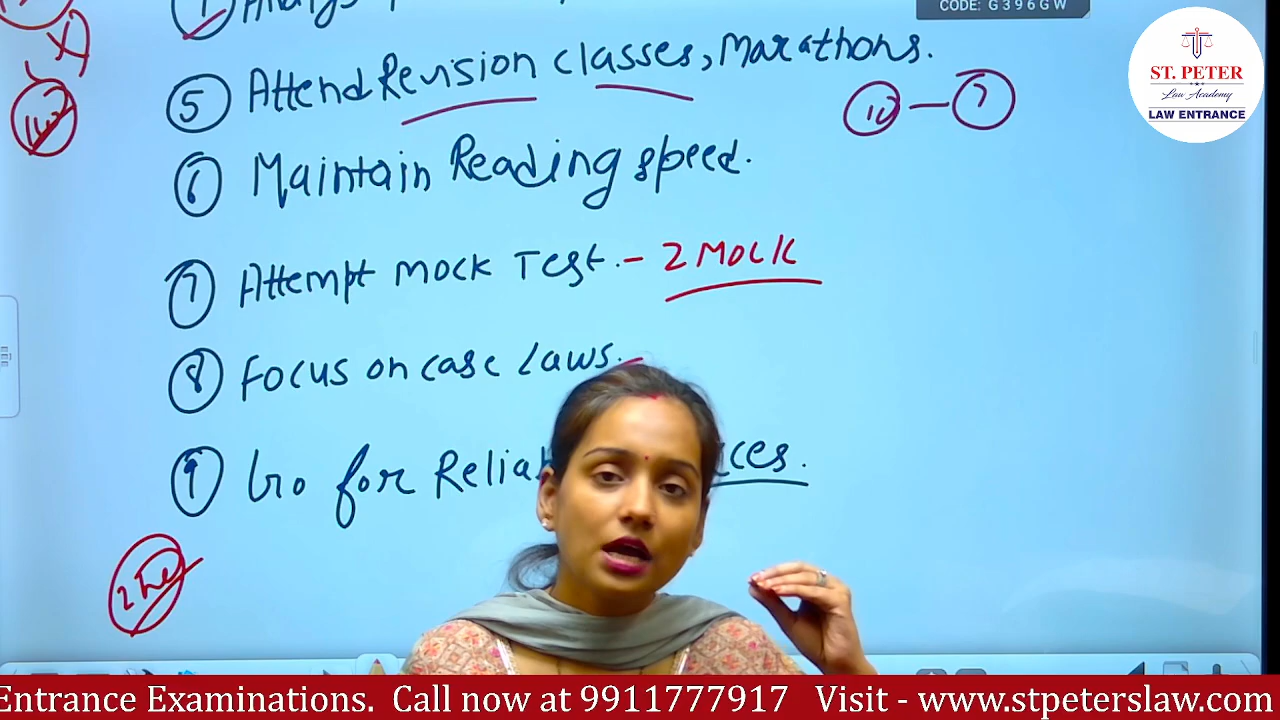 CODE: G396GW
⑤ Attend Revision classes, Marathons.
10 — 7
⑥ Maintain Reading speed.
⑦ Attempt mock Test. - 2 MOCK
⑧ Focus on case laws.
⑨ Go for
2 hr
ST. PETER
Law Academy
LAW ENTRANCE
Entrance Examinations. Call now at 9911777917 Visit - www.stpeterslaw.com